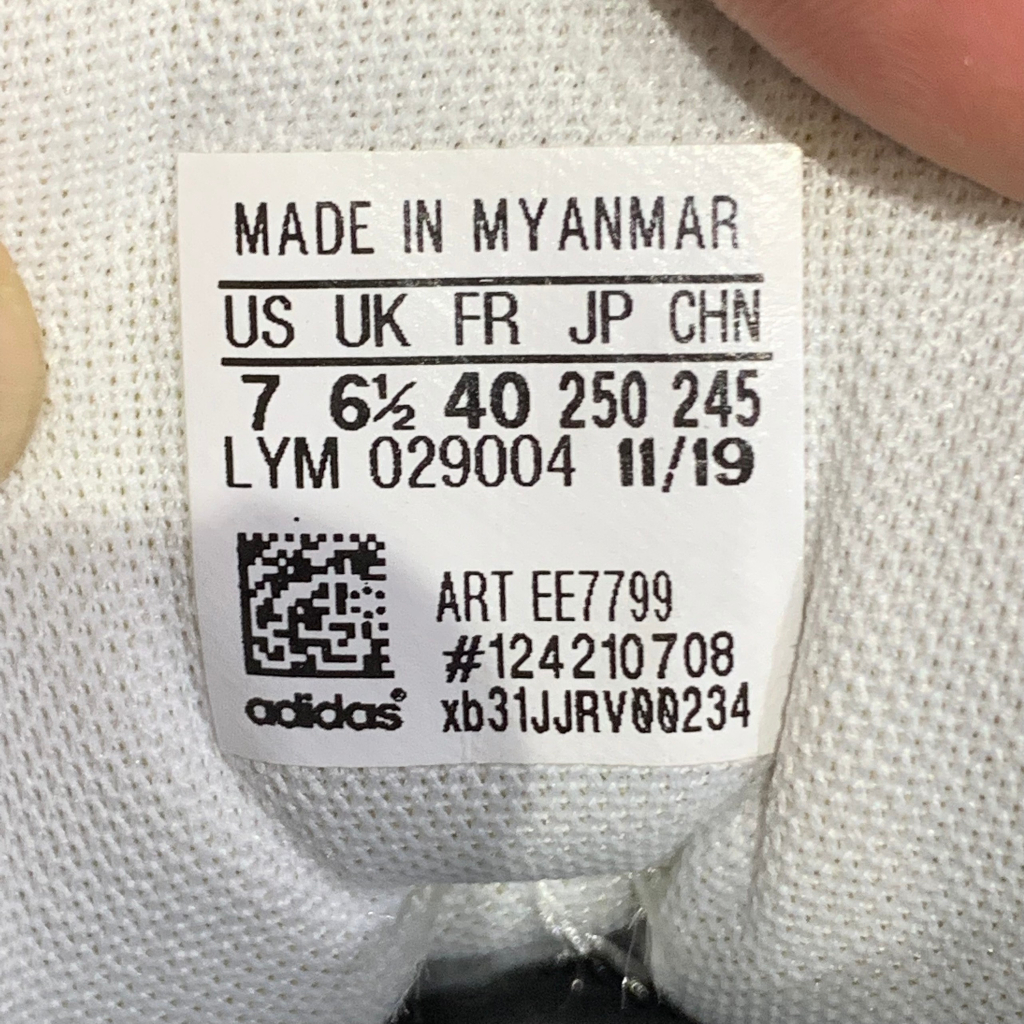 MADE IN MYANMAR
US UK FR JP CHN
7 6½ 40 250 245
LYM 029004 11/19
ART EE7799
#124210708
adidas® xb31JJRV00234